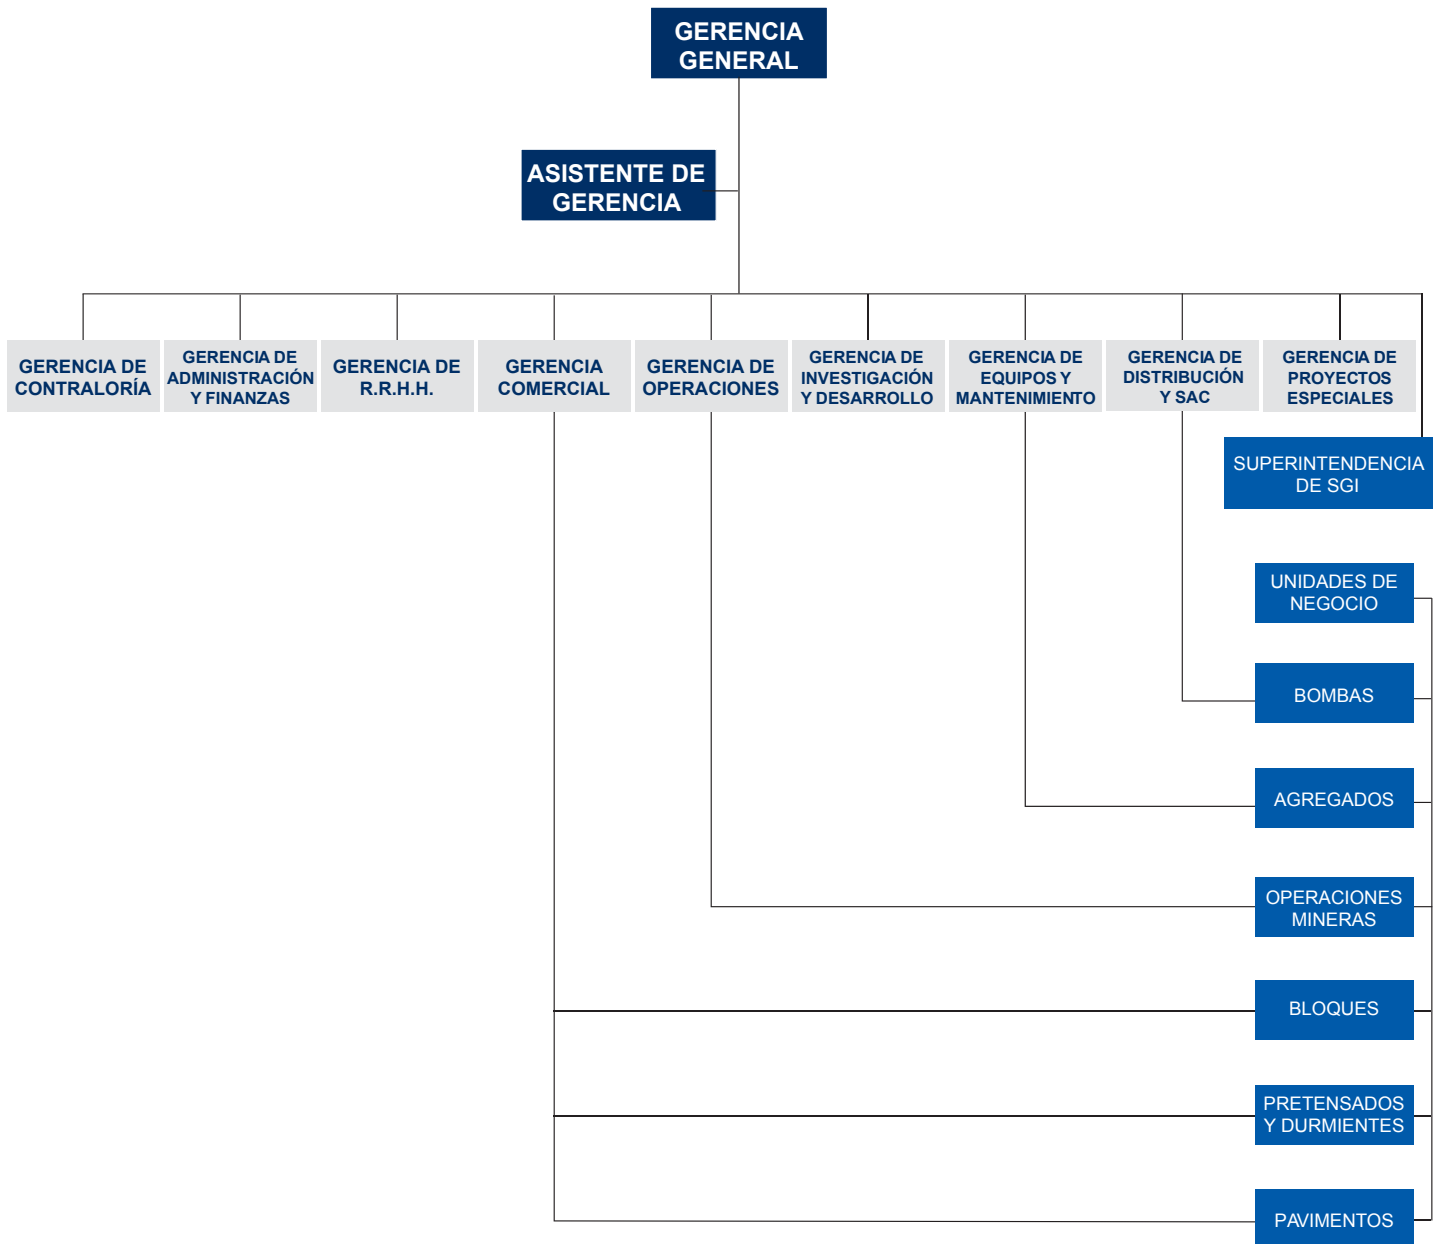 GERENCIA
GENERAL
ASISTENTE DE
GERENCIA
GERENCIA DE
CONTRALORÍA
GERENCIA DE
ADMINISTRACIÓN
Y FINANZAS
GERENCIA DE
R.R.H.H.
GERENCIA
COMERCIAL
GERENCIA DE
OPERACIONES
GERENCIA DE
INVESTIGACIÓN
Y DESARROLLO
GERENCIA DE
EQUIPOS Y
MANTENIMIENTO
GERENCIA DE
DISTRIBUCIÓN
Y SAC
GERENCIA DE
PROYECTOS
ESPECIALES
SUPERINTENDENCIA
DE SGI
UNIDADES DE
NEGOCIO
BOMBAS
AGREGADOS
OPERACIONES
MINERAS
BLOQUES
PRETENSADOS
Y DURMIENTES
PAVIMENTOS